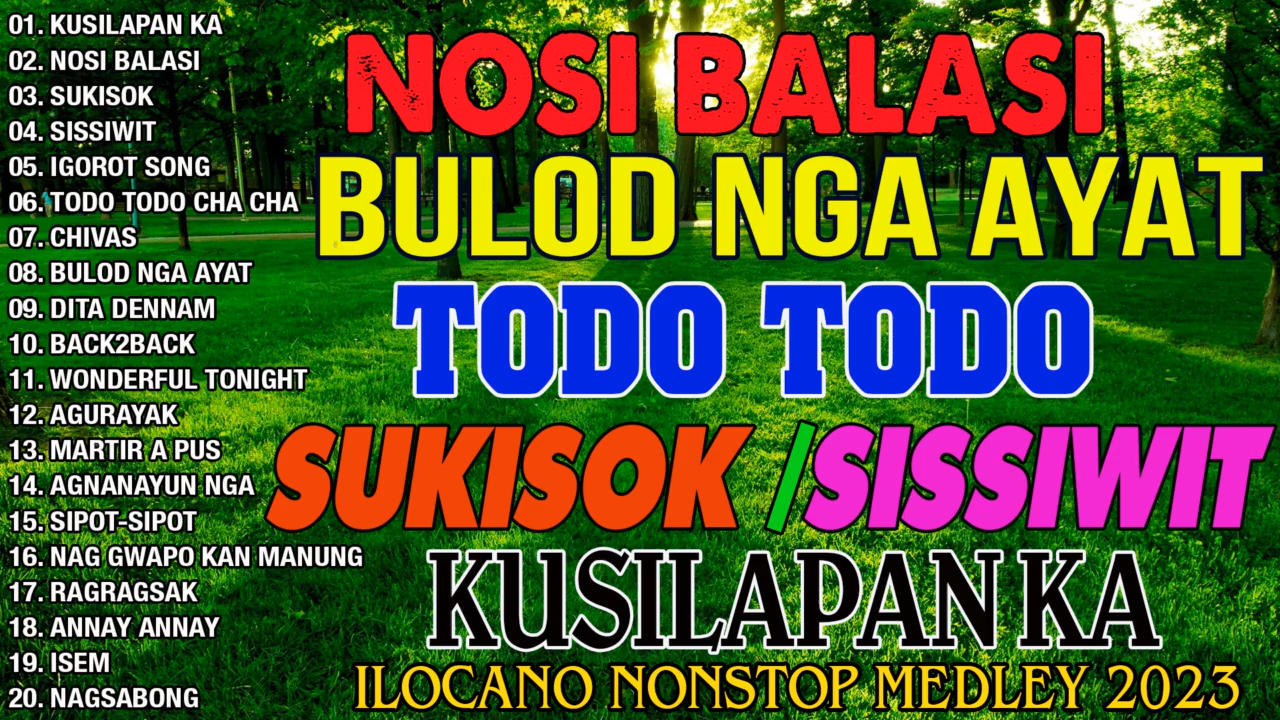 01. KUSILAPAN KA
02. NOSI BALASI
03. SUKISOK
04. SISSIWIT
05. IGOROT SONG
06. TODO TODO CHA CHA
07. CHIVAS
08. BULOD NGA AYAT
09. DITA DENNAM
10. BACK2BACK
11. WONDERFUL TONIGHT
12. AGURAYAK
13. MARTIR A PUS
14. AGNANAYUN NGA
15. SIPOT-SIPOT
16. NAG GWAPO KAN MANUNG
17. RAGRAGSAK
18. ANNAY ANNAY
19. ISEM
20. NAGSABONG
NOSI BALASI
BULOD NGA AYAT
TODO TODO
SUKISOK /SISSIWIT
KUSILAPAN KA
ILOCANO NONSTOP MEDLEY 2023